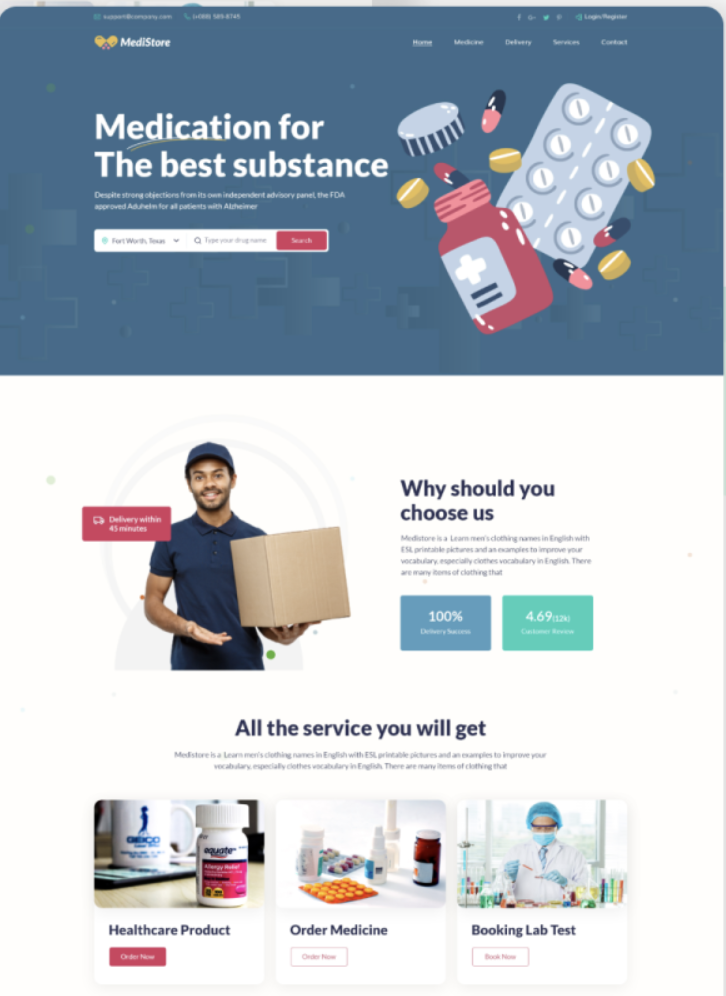 support@company.com
(+088) 589-8745
Login/Register
MediStore
Home
Medicine
Delivery
Services
Contact
Medication for
The best substance
Despite strong objections from its own independent advisory panel, the FDA
approved Aduhelm for all patients with Alzheimer
Fort Worth, Texas
Type your drug name
Search
Delivery within
45 minutes
Why should you
choose us
Medistore is a Learn men's clothing names in English with
ESL printable pictures and an examples to improve your
vocabulary, especially clothes vocabulary in English. There
are many items of clothing that
100%
Delivery Success
4.69(12k)
Customer Review
All the service you will get
Medistore is a Learn men's clothing names in English with ESL printable pictures and an examples to improve your
vocabulary, especially clothes vocabulary in English. There are many items of clothing that
GEICO
equate
Allergy Relief
Healthcare Product
Order Now
Order Medicine
Order Now
Booking Lab Test
Book Now